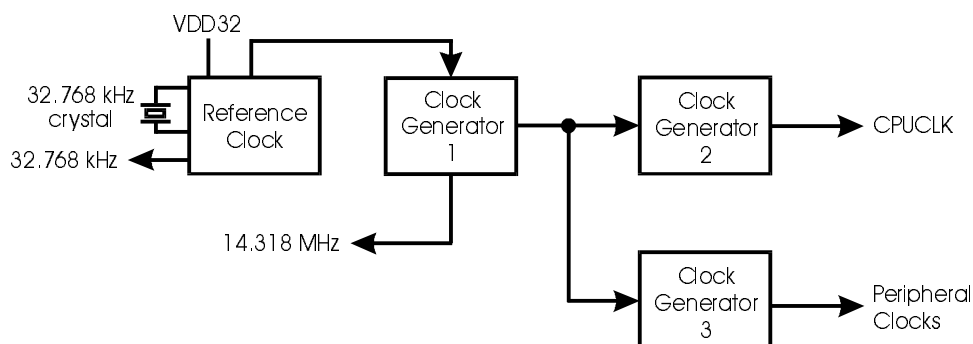 VDD32
32.768 kHz
crystal
Reference
Clock
32.768 kHz
Clock
Generator
1
14.318 MHz
Clock
Generator
2
CPUCLK
Clock
Generator
3
Peripheral
Clocks